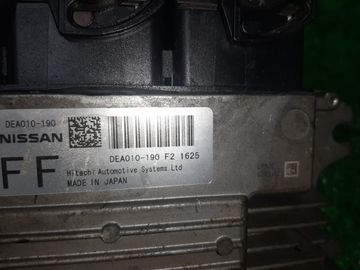 DEA010-190
NISSAN
DEA010-190 F2 1625
FF
Hitachi Automotive Systems, Ltd
MADE IN JAPAN